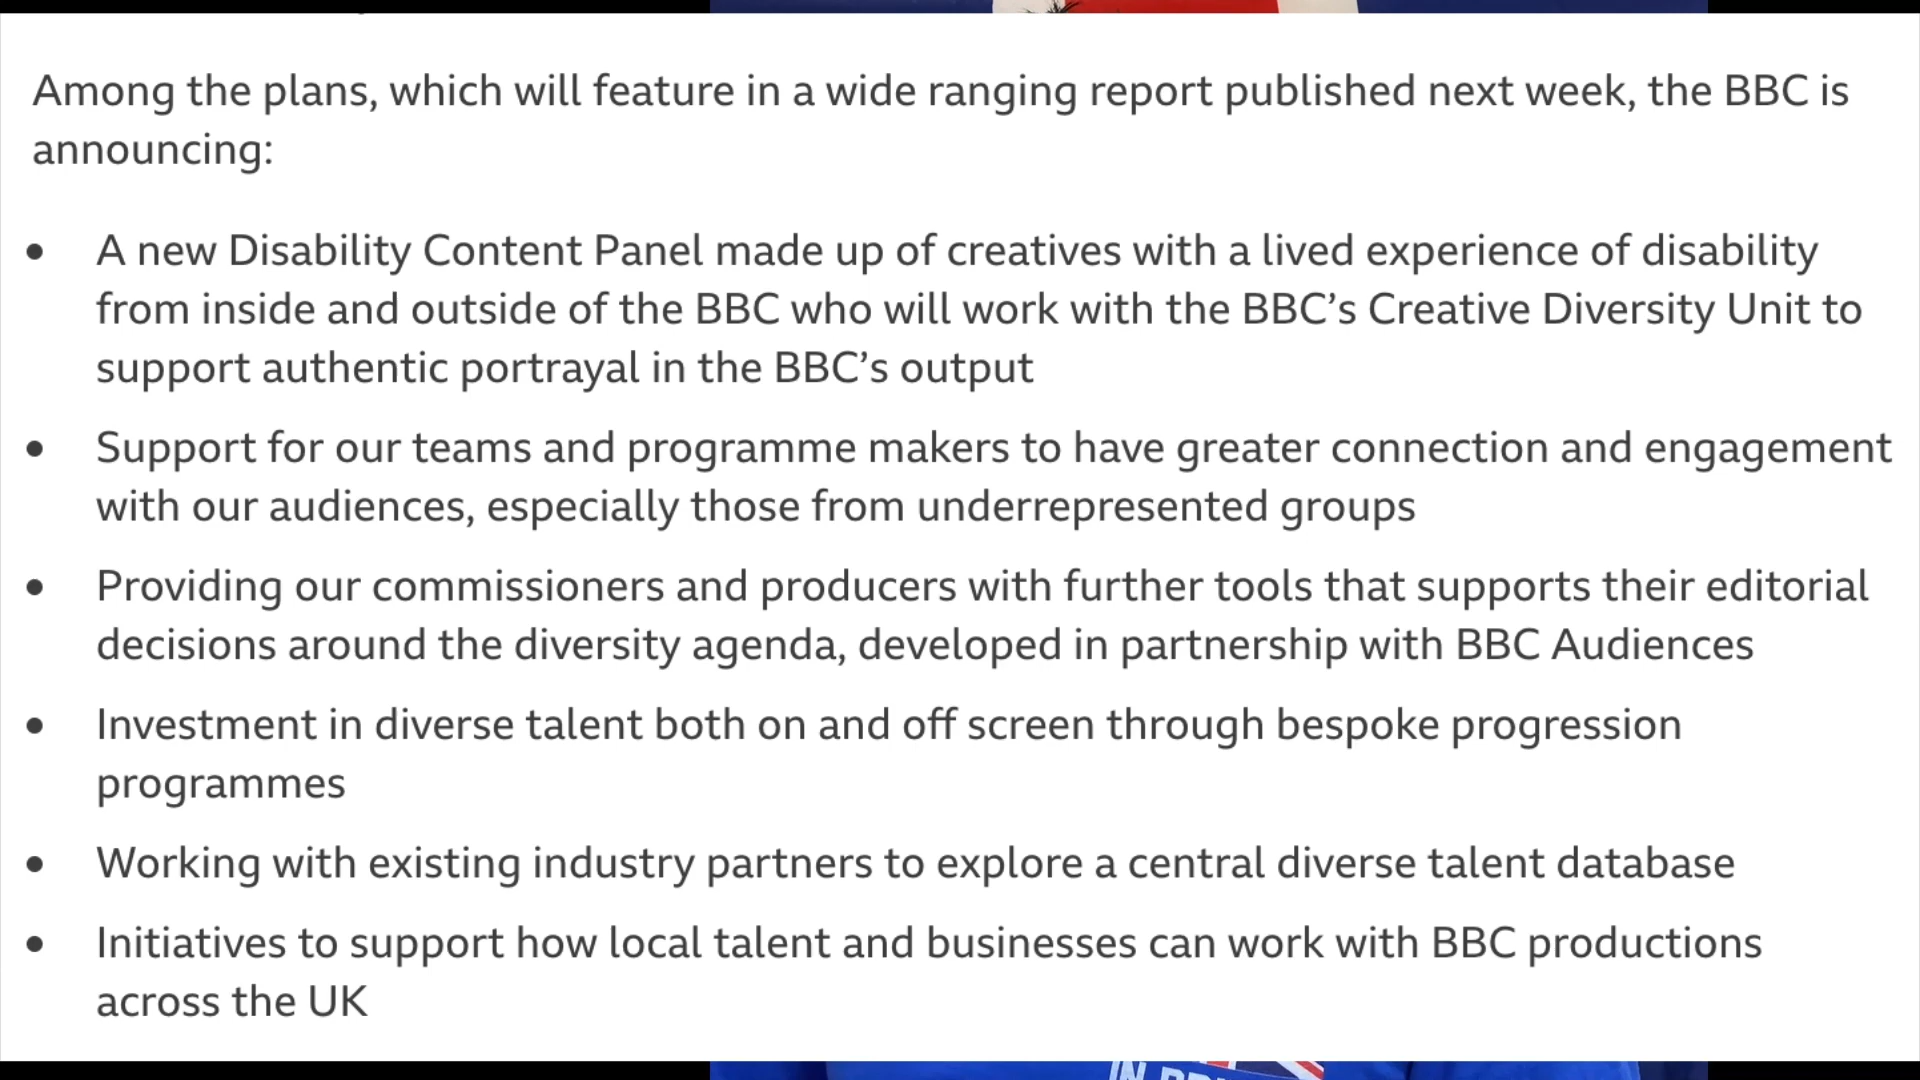 Among the plans, which will feature in a wide ranging report published next week, the BBC is
announcing:
• A new Disability Content Panel made up of creatives with a lived experience of disability
from inside and outside of the BBC who will work with the BBC’s Creative Diversity Unit to
support authentic portrayal in the BBC’s output
• Support for our teams and programme makers to have greater connection and engagement
with our audiences, especially those from underrepresented groups
• Providing our commissioners and producers with further tools that supports their editorial
decisions around the diversity agenda, developed in partnership with BBC Audiences
• Investment in diverse talent both on and off screen through bespoke progression
programmes
• Working with existing industry partners to explore a central diverse talent database
• Initiatives to support how local talent and businesses can work with BBC productions
across the UK
IN